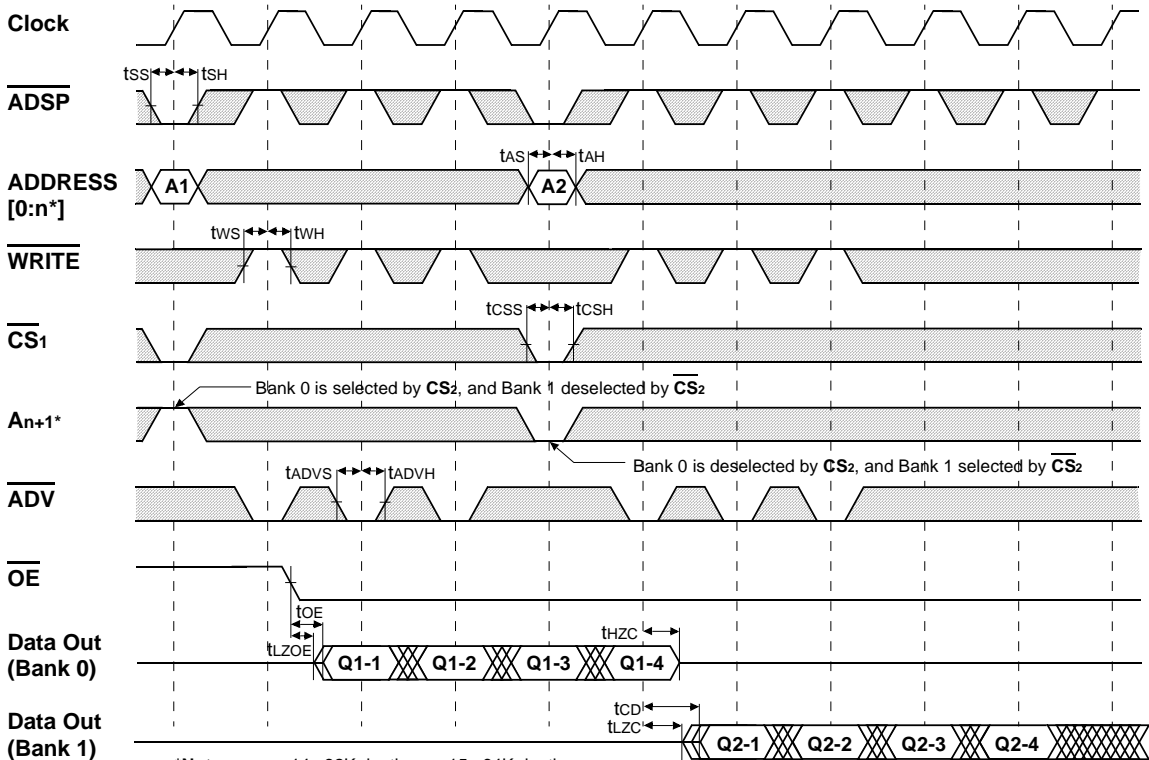 Clock
tSS tSH
ADSP
tAS tAH
ADDRESS
[0:n*]
A1 A2
tWS tWH
WRITE
tCSS tCSH
CS1
Bank 0 is selected by CS2, and Bank 1 deselected by CS2
An+1*
Bank 0 is deselected by CS2, and Bank 1 selected by CS2
tADVS tADVH
ADV
OE
tOE
tHZC
Data Out
(Bank 0)
tLZOE
Q1-1 Q1-2 Q1-3 Q1-4
tCD
tLZC
Data Out
(Bank 1)
Q2-1 Q2-2 Q2-3 Q2-4